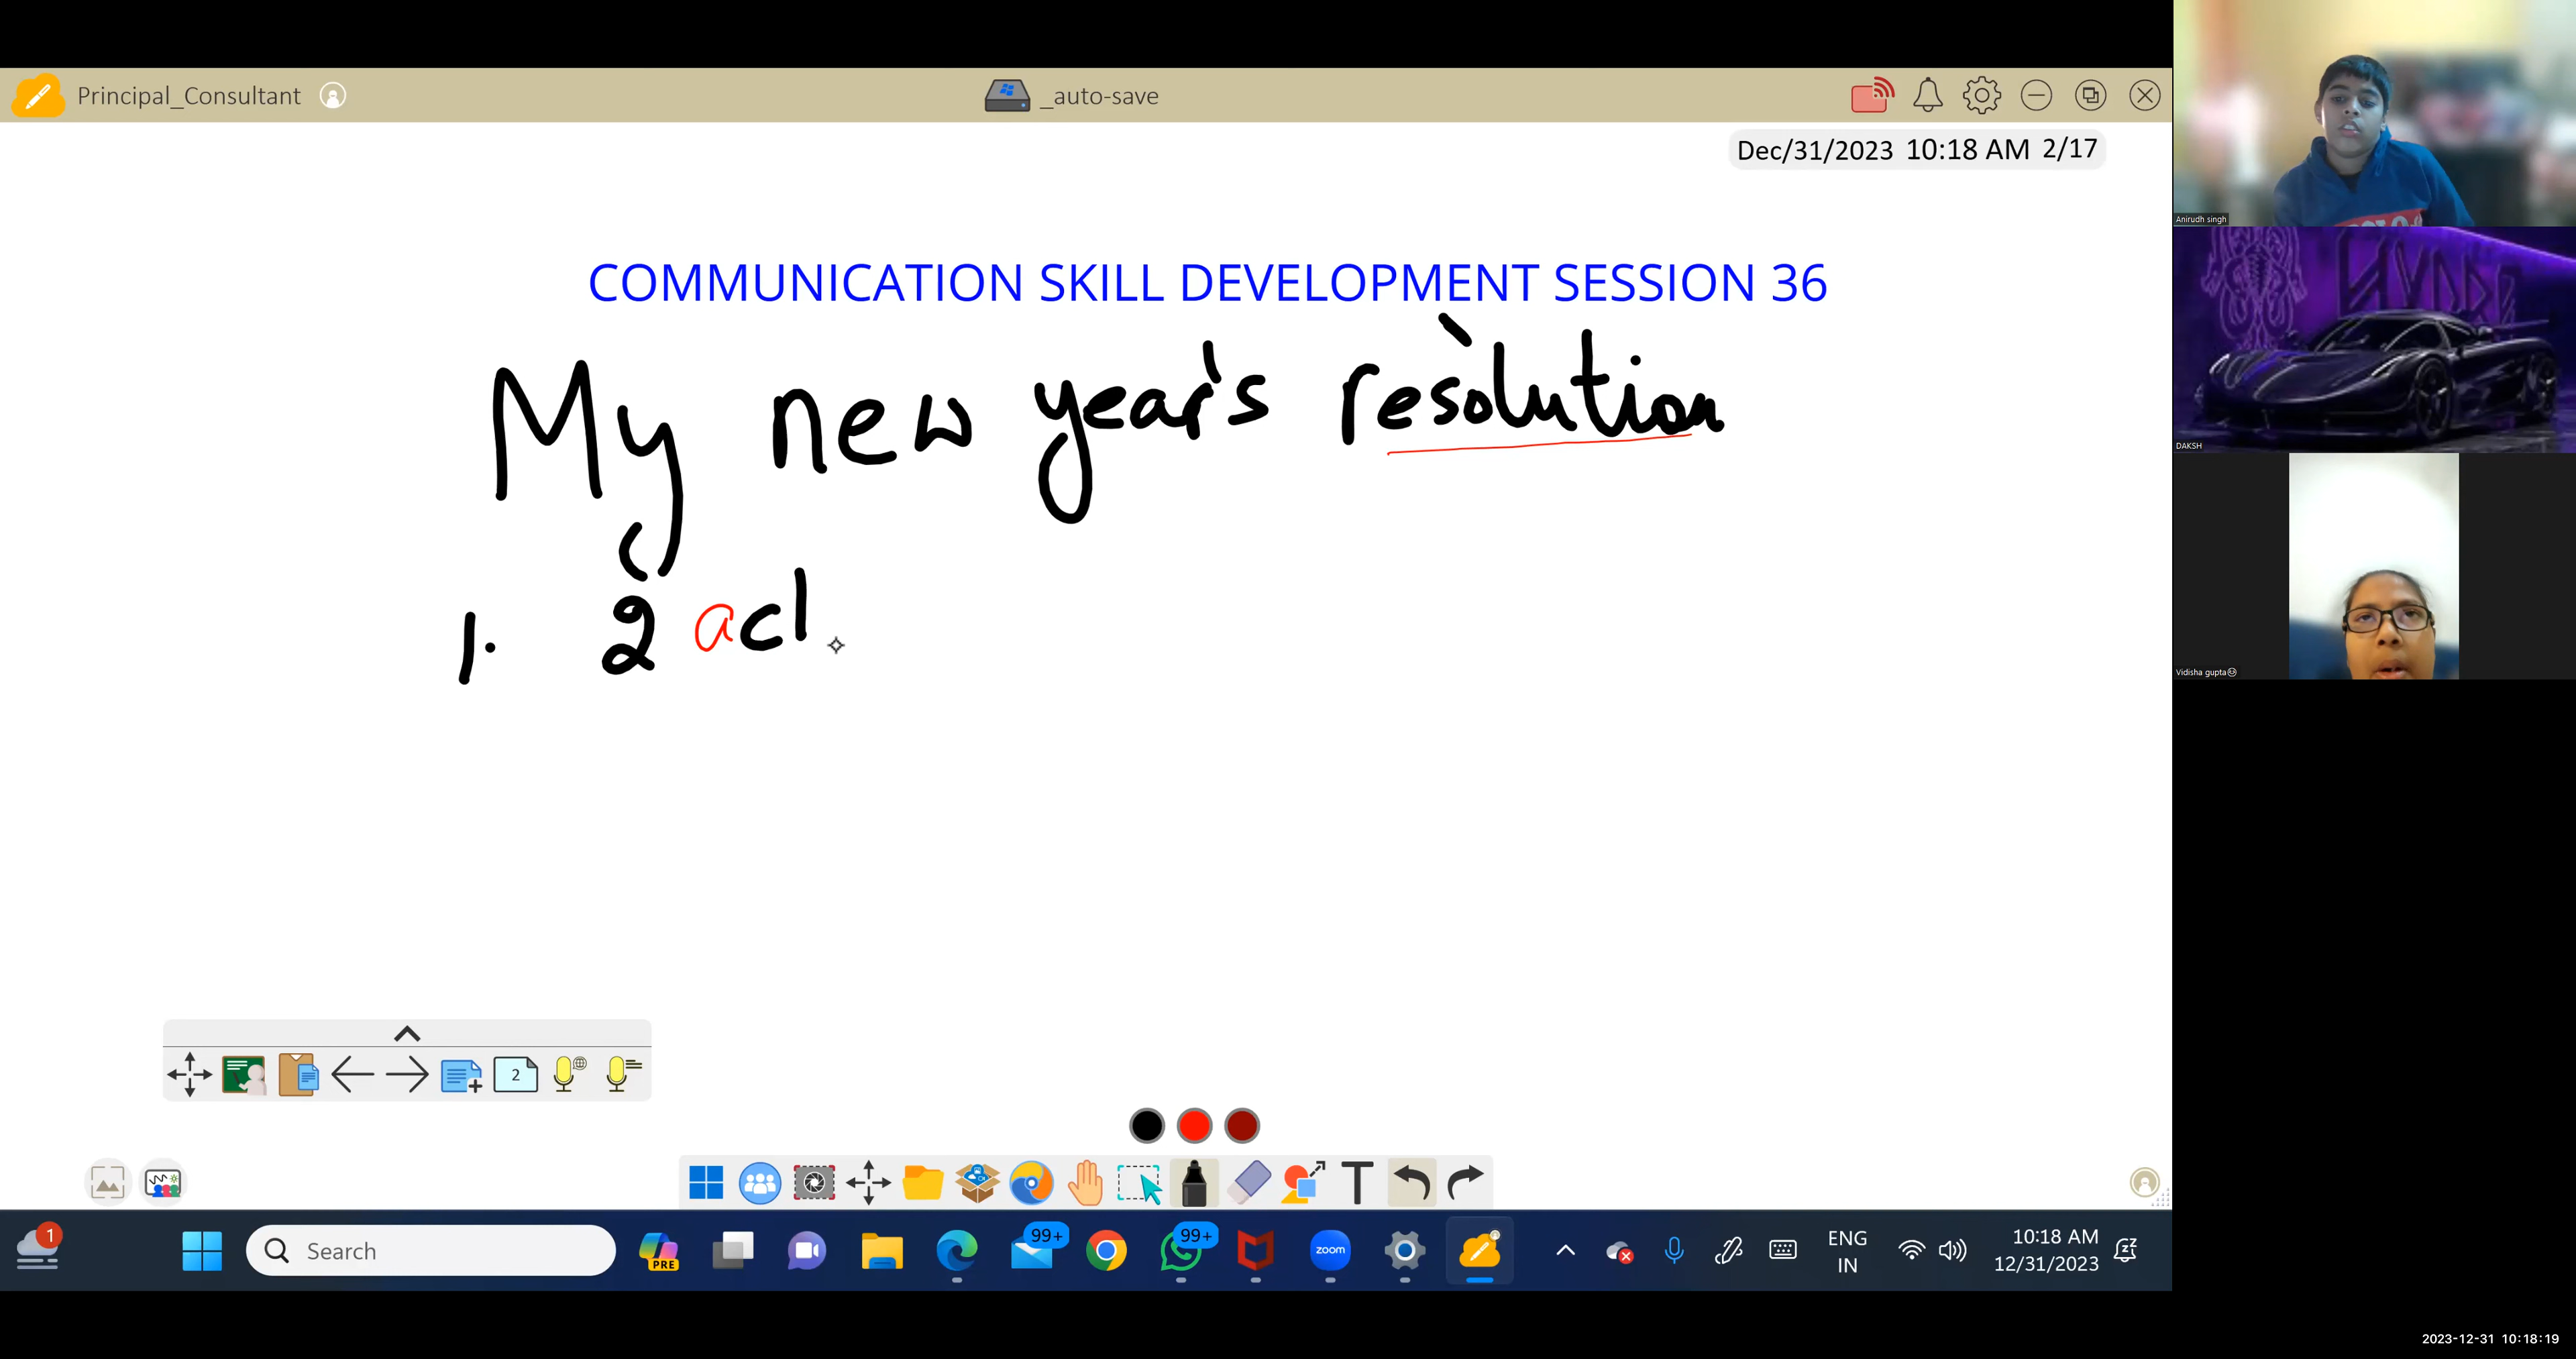 Principal_Consultant
_auto-save
Dec/31/2023 10:18 AM 2/17
Anirudh singh
COMMUNICATION SKILL DEVELOPMENT SESSION 36
My new year's resolution
DAKSH
1. 2 acl
Vidisha gupta
2
1
Search
PRE
99+
99+
zoom
ENG
IN
10:18 AM
12/31/2023
2023-12-31 10:18:19